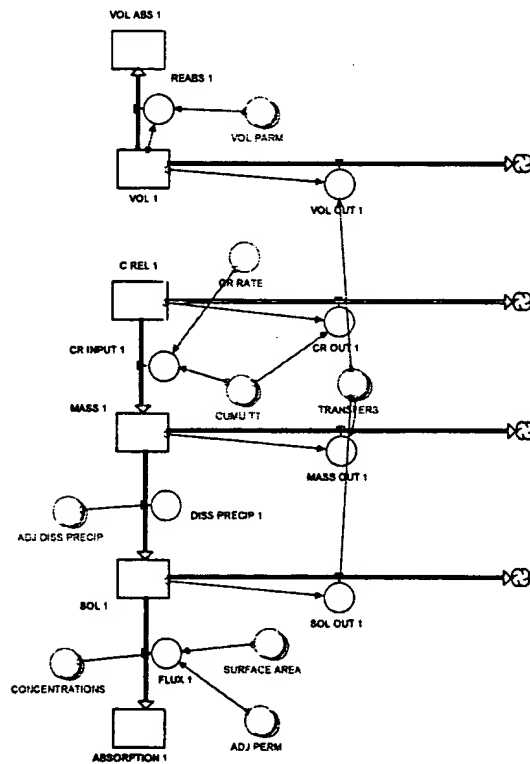 VOL ABS 1
REABS 1
VOL PARM
VOL 1
VOL OUT 1
C REL 1
CR RATE
CR INPUT 1
CR OUT 1
CUMU TT
TRANSFERS
MASS 1
MASS OUT 1
ADJ DISS PRECIP
DISS PRECIP 1
SOL 1
SOL OUT 1
CONCENTRATIONS
FLUX 1
SURFACE AREA
ADJ PERM
ABSORPTION 1